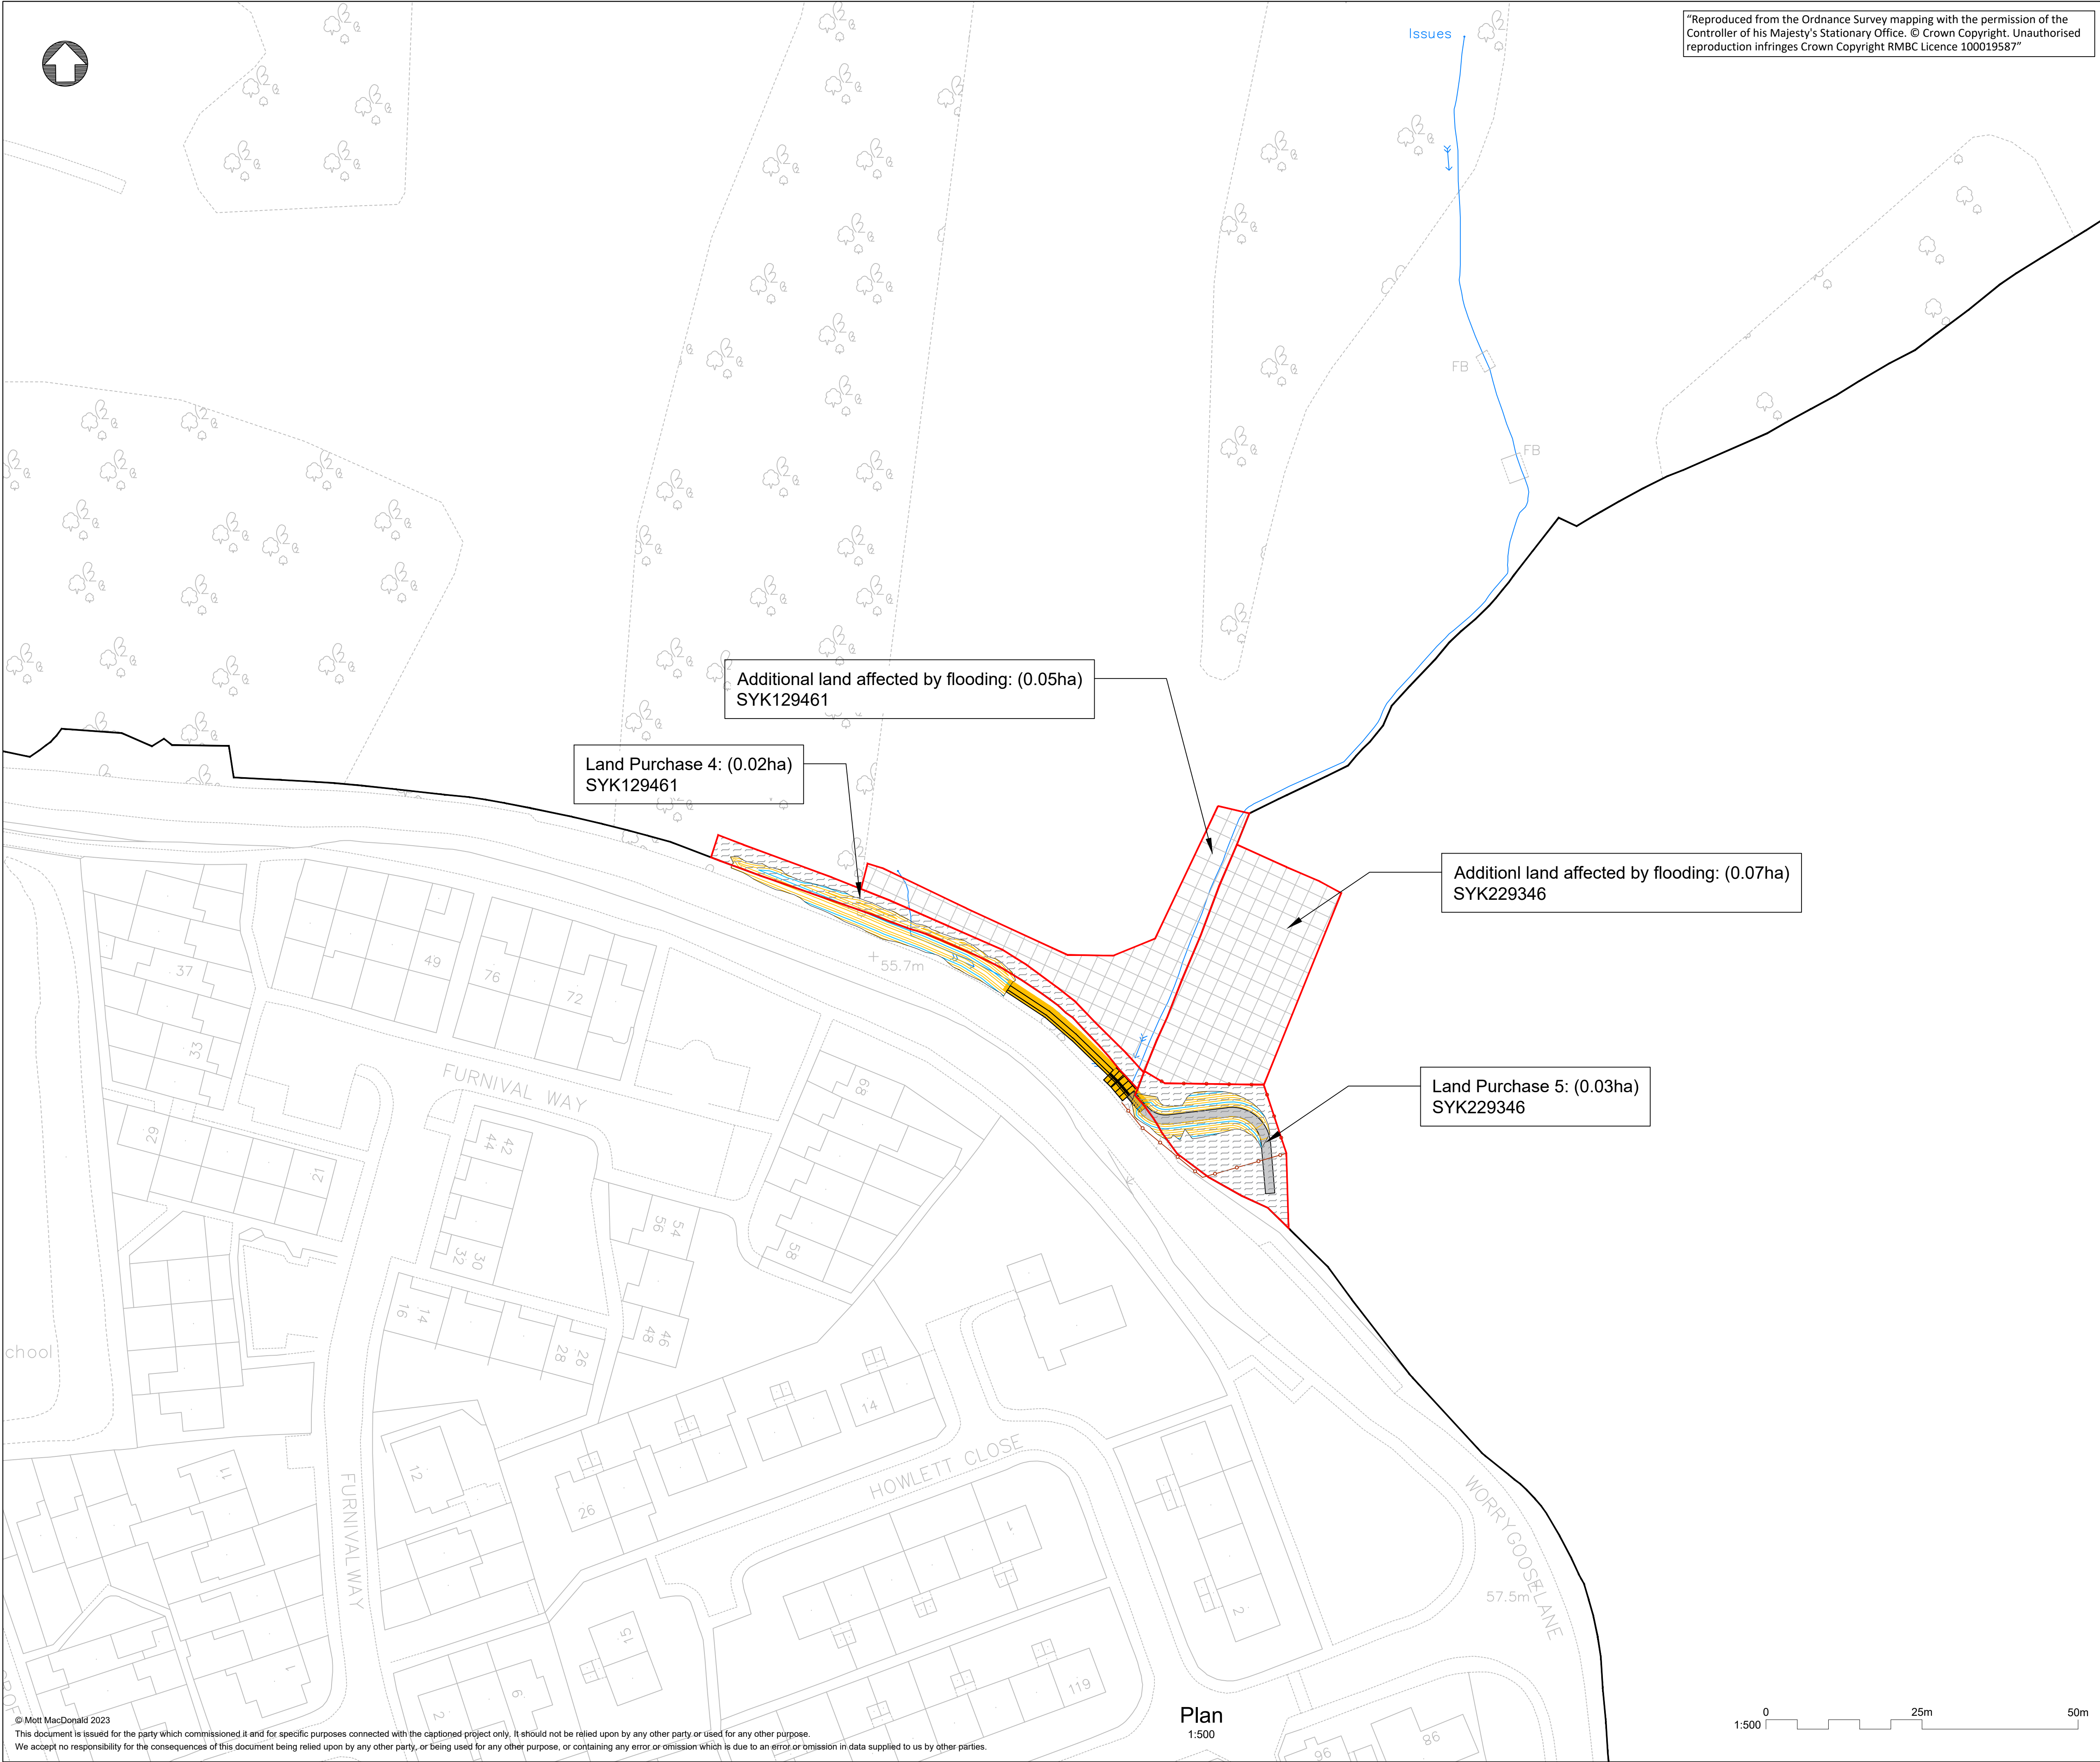 “Reproduced from the Ordnance Survey mapping with the permission of the
Controller of his Majesty's Stationary Office. © Crown Copyright. Unauthorised
reproduction infringes Crown Copyright RMBC Licence 100019587”
Issues
FB
FB
Additional land affected by flooding: (0.05ha)
SYK129461
Land Purchase 4: (0.02ha)
SYK129461
Additionl land affected by flooding: (0.07ha)
SYK229346
Land Purchase 5: (0.03ha)
SYK229346
55.7m
37
49
76
72
33
FURNIVAL WAY
68
29
21
44
42
32
30
56
54
58
16
14
28
26
48
46
chool
14
12
11
26
HOWLETT CLOSE
FURNIVAL WAY
1
WORRYGOOSE LANE
57.5m
2
15
1
2
6
119
96
86
Plan
1:500
1:500
0
25m
50m
© Mott MacDonald 2023
This document is issued for the party which commissioned it and for specific purposes connected with the captioned project only. It should not be relied upon by any other party or used for any other purpose.
We accept no responsibility for the consequences of this document being relied upon by any other party, or being used for any other purpose, or containing any error or omission which is due to an error or omission in data supplied to us by other parties.